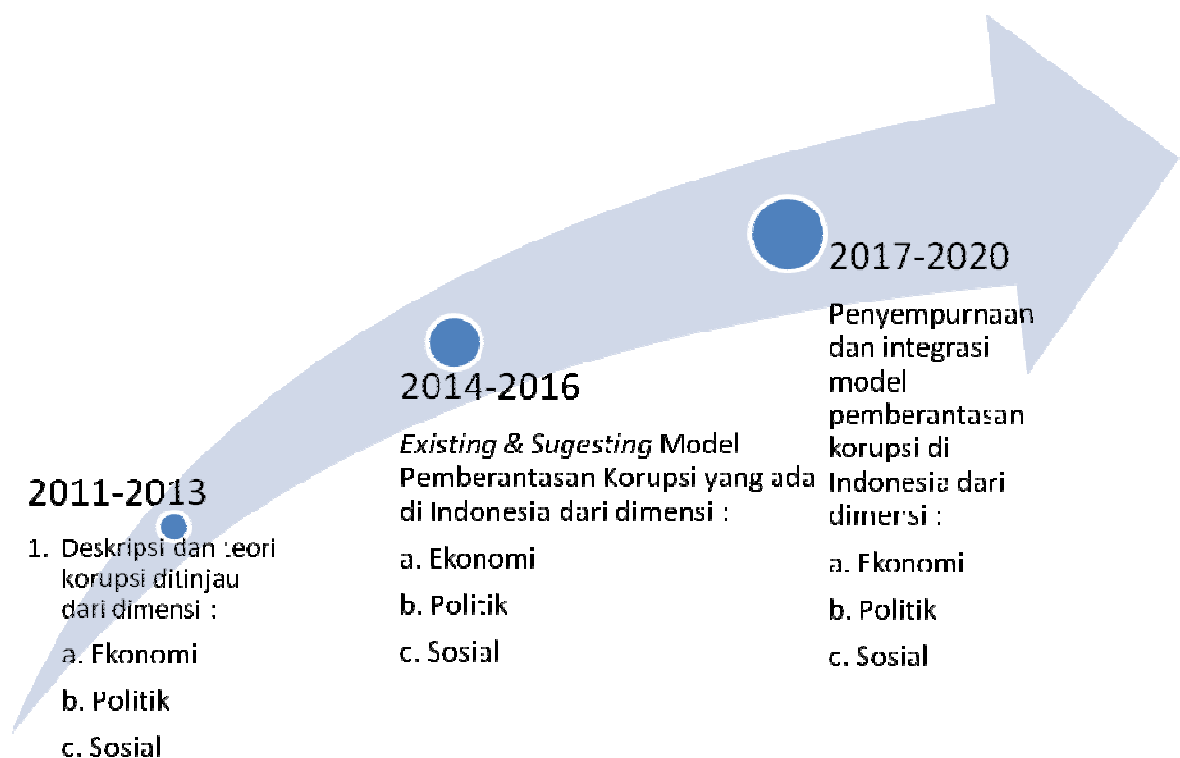 2011-2013
1. Deskripsi dan teori
korupsi ditinjau
dari dimensi :
a. Ekonomi
b. Politik
c. Sosial
2014-2016
Existing & Sugesting Model
Pemberantasan Korupsi yang ada
di Indonesia dari dimensi :
a. Ekonomi
b. Politik
c. Sosial
2017-2020
Penyempurnaan
dan integrasi
model
pemberantasan
korupsi di
Indonesia dari
dimensi :
a. Ekonomi
b. Politik
c. Sosial